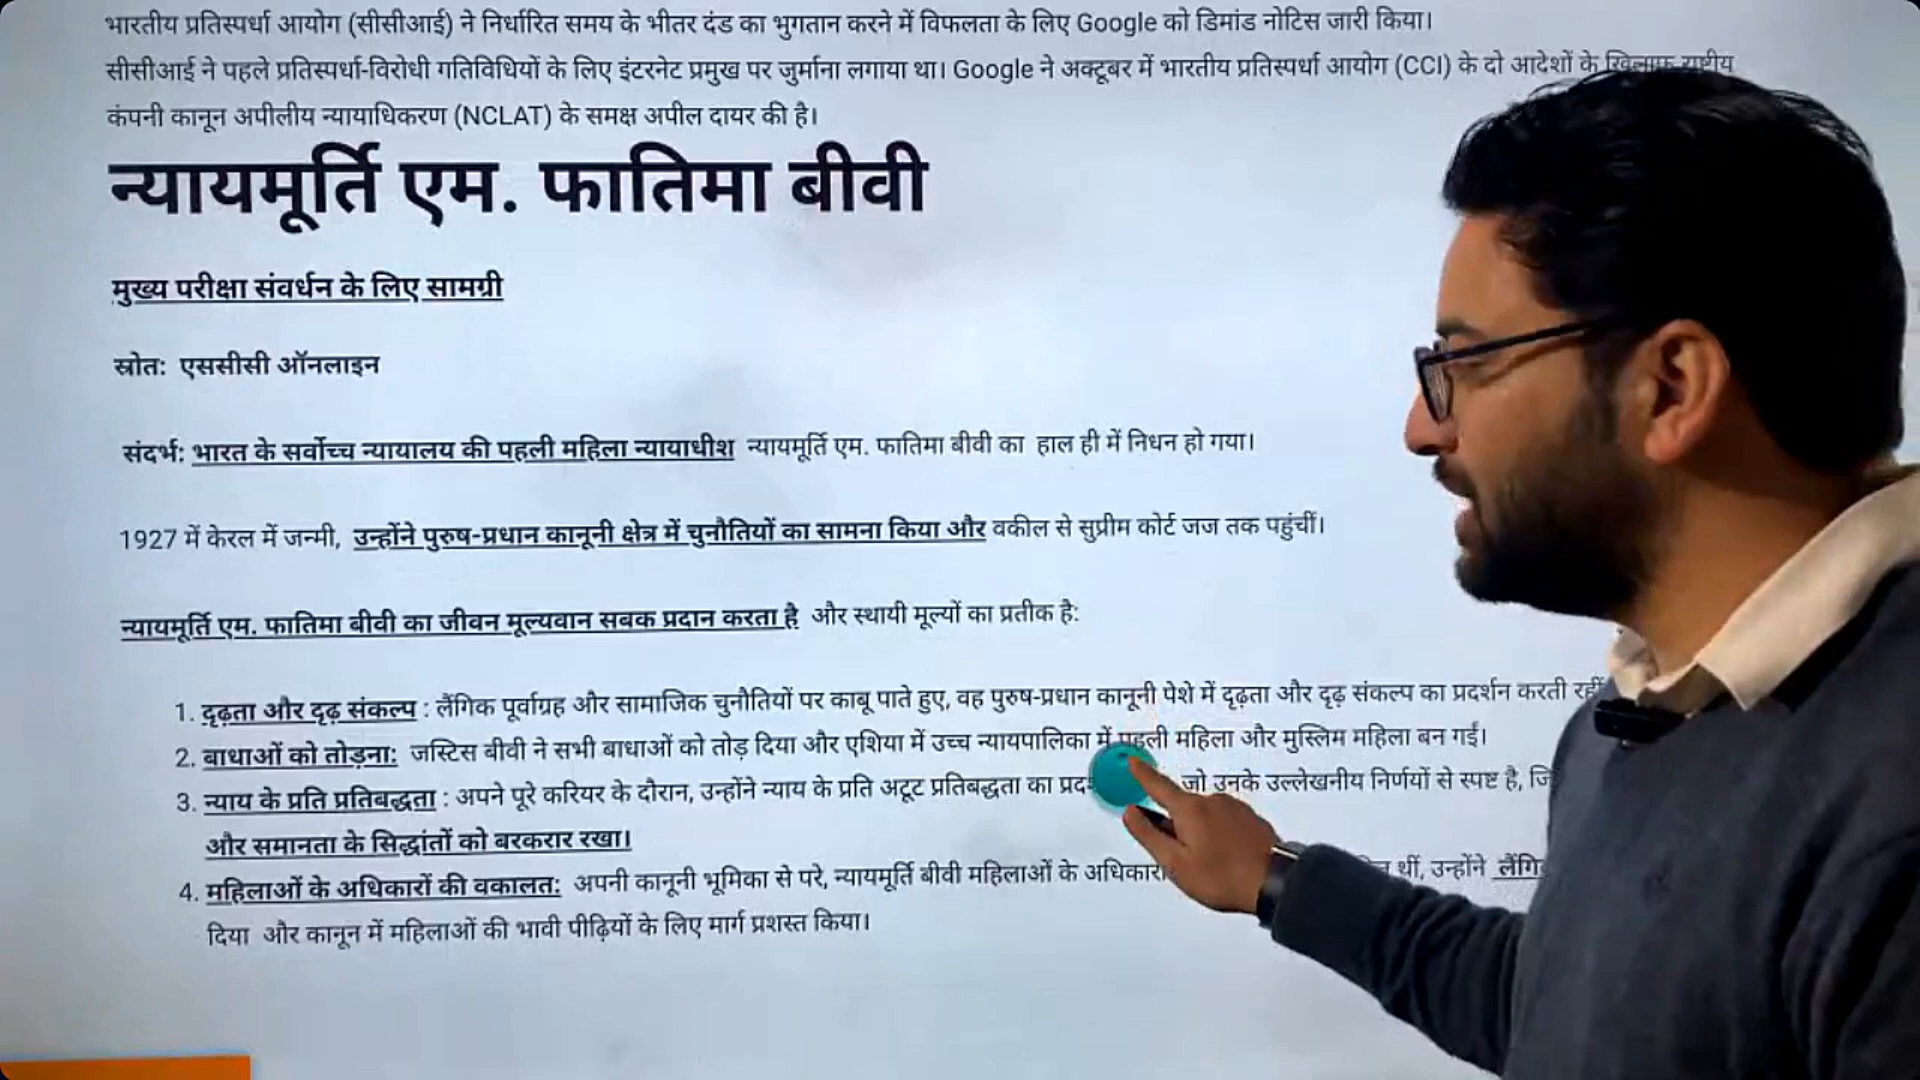 भारतीय प्रतिस्पर्धा आयोग (सीसीआई) ने निर्धारित समय के भीतर दंड का भुगतान करने में विफलता के लिए Google को डिमांड नोटिस जारी किया।
सीसीआई ने पहले प्रतिस्पर्धा-विरोधी गतिविधियों के लिए इंटरनेट प्रमुख पर जुर्माना लगाया था। Google ने अक्टूबर में भारतीय प्रतिस्पर्धा आयोग (CCI) के दो आदेशों के खिलाफ राष्ट्रीय
कंपनी कानून अपीलीय न्यायाधिकरण (NCLAT) के समक्ष अपील दायर की है।
न्यायमूर्ति एम. फातिमा बीवी
मुख्य परीक्षा संवर्धन के लिए सामग्री
स्रोत: एससीसी ऑनलाइन
संदर्भ: भारत के सर्वोच्च न्यायालय की पहली महिला न्यायाधीश न्यायमूर्ति एम. फातिमा बीवी का हाल ही में निधन हो गया।
1927 में केरल में जन्मी, उन्होंने पुरुष-प्रधान कानूनी क्षेत्र में चुनौतियों का सामना किया और वकील से सुप्रीम कोर्ट जज तक पहुंचीं।
न्यायमूर्ति एम. फातिमा बीवी का जीवन मूल्यवान सबक प्रदान करता है और स्थायी मूल्यों का प्रतीक है:
1. दृढ़ता और दृढ़ संकल्प : लैंगिक पूर्वाग्रह और सामाजिक चुनौतियों पर काबू पाते हुए, वह पुरुष-प्रधान कानूनी पेशे में दृढ़ता और दृढ़ संकल्प का प्रदर्शन करती रहीं
2. बाधाओं को तोड़ना: जस्टिस बीवी ने सभी बाधाओं को तोड़ दिया और एशिया में उच्च न्यायपालिका में पहली महिला और मुस्लिम महिला बन गईं।
3. न्याय के प्रति प्रतिबद्धता : अपने पूरे करियर के दौरान, उन्होंने न्याय के प्रति अटूट प्रतिबद्धता का जो उनके उल्लेखनीय निर्णयों से स्पष्ट है,
और समानता के सिद्धांतों को बरकरार रखा।
4. महिलाओं के अधिकारों की वकालत: अपनी कानूनी भूमिका से परे, न्यायमूर्ति बीवी महिलाओं के थीं, उन्होंने
दिया और कानून में महिलाओं की भावी पीढ़ियों के लिए मार्ग प्रशस्त किया।